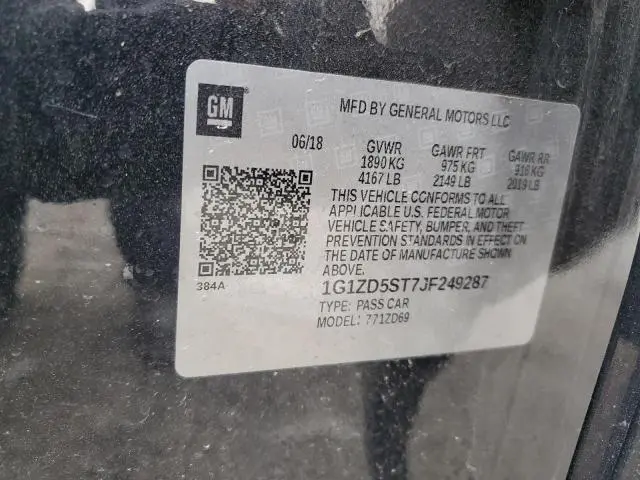 GM
MFD BY GENERAL MOTORS LLC
06/18 GVWR GAWR FRT GAWR RR
1890 KG 975 KG 916 KG
4167 LB 2149 LB 2019 LB
THIS VEHICLE CONFORMS TO ALL
APPLICABLE U.S. FEDERAL MOTOR
VEHICLE SAFETY, BUMPER, AND THEFT
PREVENTION STANDARDS IN EFFECT ON
THE DATE OF MANUFACTURE SHOWN
ABOVE.
384A
1G1ZD5ST7JF249287
TYPE: PASS CAR
MODEL: 771ZD69